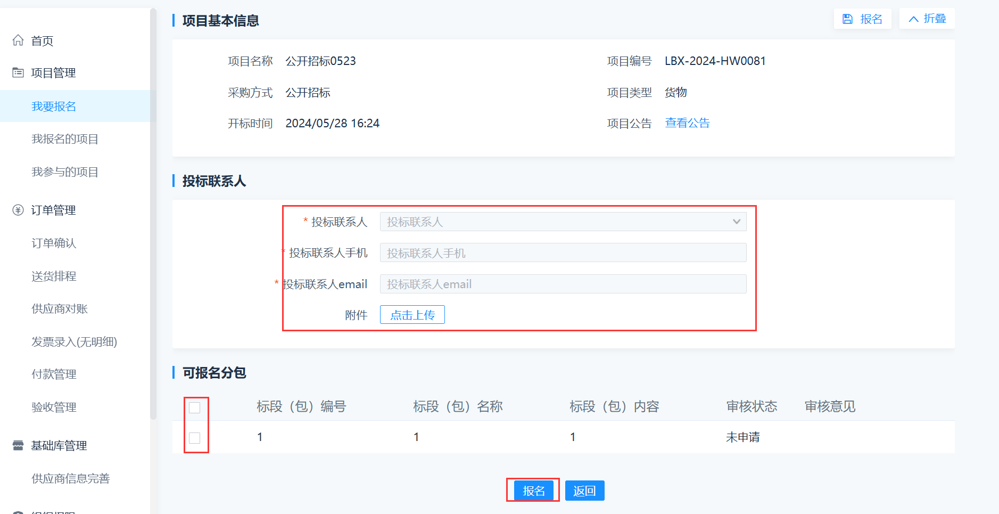 首页
项目管理
我要报名
我报名的项目
我参与的项目
订单管理
订单确认
送货排程
供应商对账
发票录入(无明细)
付款管理
验收管理
基础库管理
供应商信息完善
项目基本信息
报名 折叠
项目名称 公开招标0523 项目编号 LBX-2024-HW0081
采购方式 公开招标 项目类型 货物
开标时间 2024/05/28 16:24 项目公告 查看公告
投标联系人
* 投标联系人 投标联系人
* 投标联系人手机 投标联系人手机
* 投标联系人email 投标联系人email
附件 点击上传
可报名分包
标段（包）编号 标段（包）名称 标段（包）内容 审核状态 审核意见
1 1 1 未申请
报名 返回